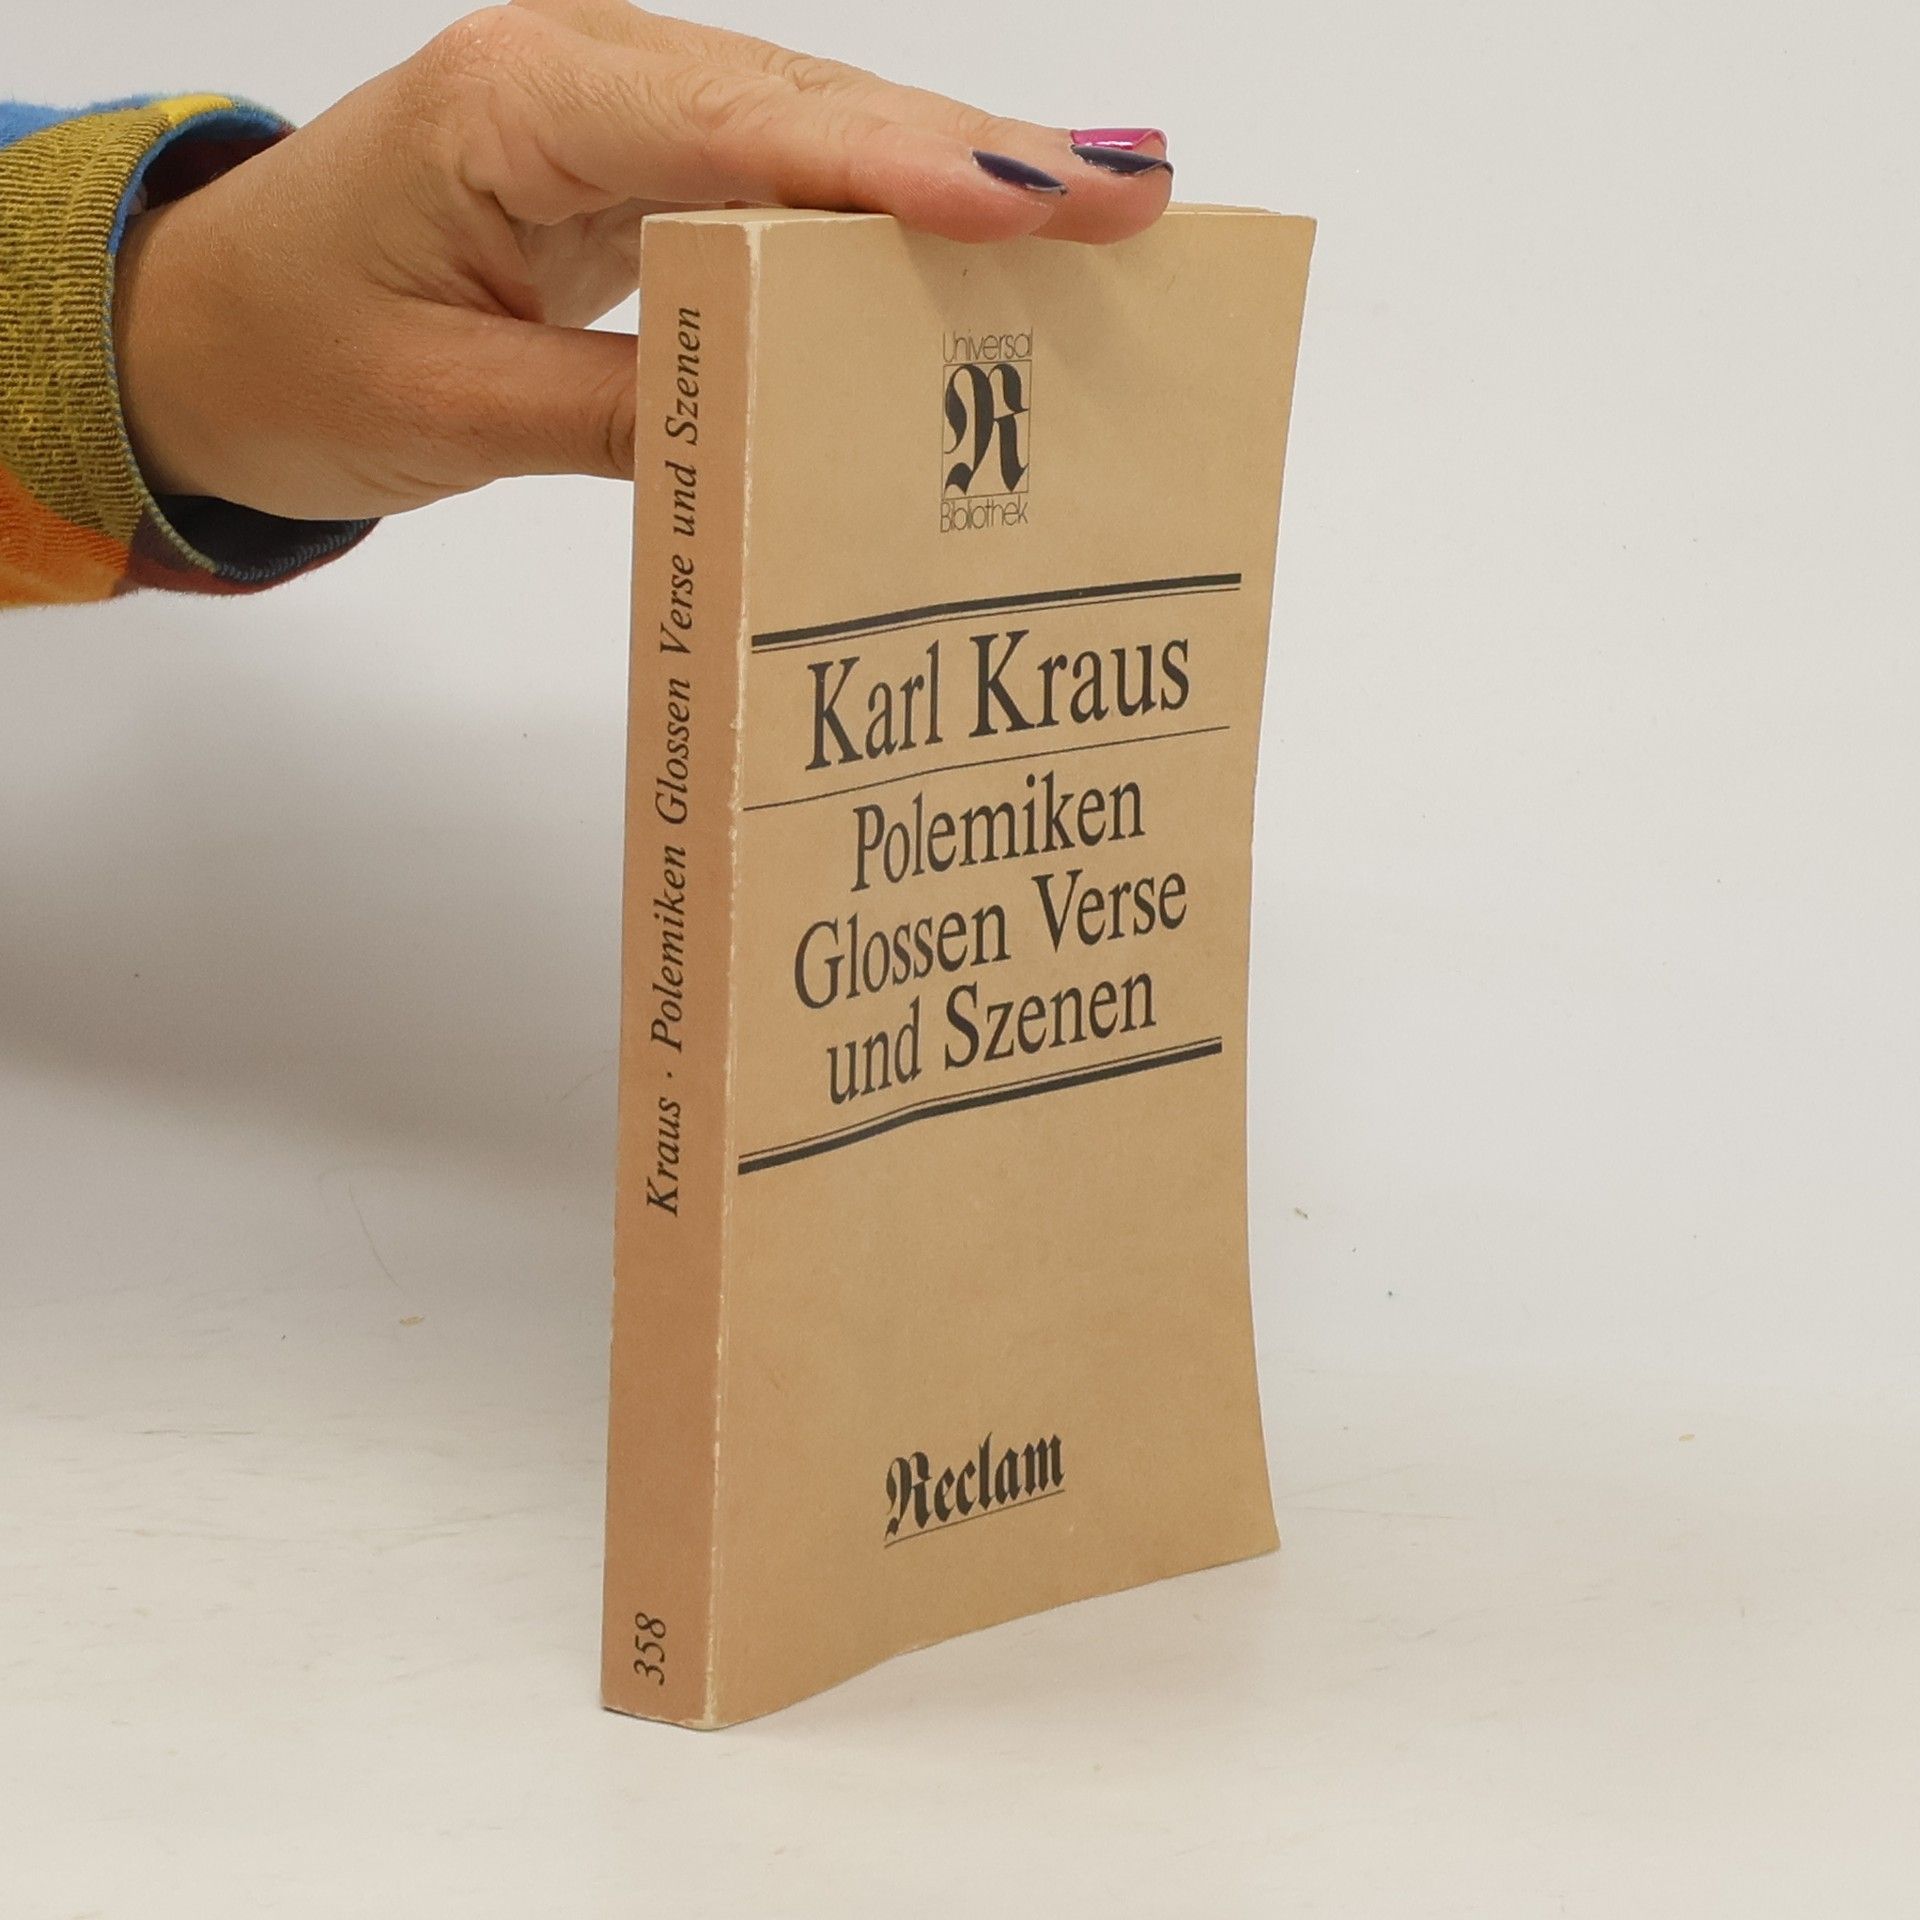 Kraus · Polemiken Glossen Verse und Szenen
358
Universal
R
Bibliothek
Karl Kraus
Polemiken
Glossen Verse
und Szenen
Reclam